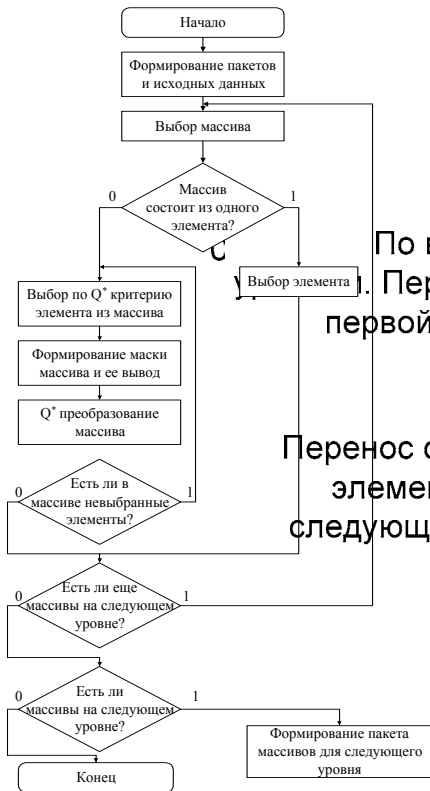 Начало
Формирование пакетов
и исходных данных
Выбор массива
0
Массив
состоит из одного
элемента?
1
По
Выбор элемента
Пер
первой
Выбор по Q* критерию
элемента из массива
Формирование маски
массива и ее вывод
Q* преобразование
массива
Перенос
элемен
следующ
0
Есть ли в
массиве невыбранные
элементы?
1
0
Есть ли еще
массивы на следующем
уровне?
1
0
Есть ли
массивы на следующем
уровне?
1
Формирование пакета
массивов для следующего
уровня
Конец